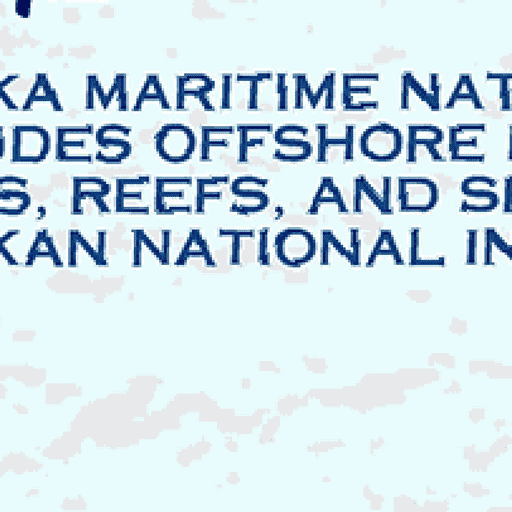 KA MARITIME NAT
UDES OFFSHORE
S, REEFS, AND SE
KAN NATIONAL IN